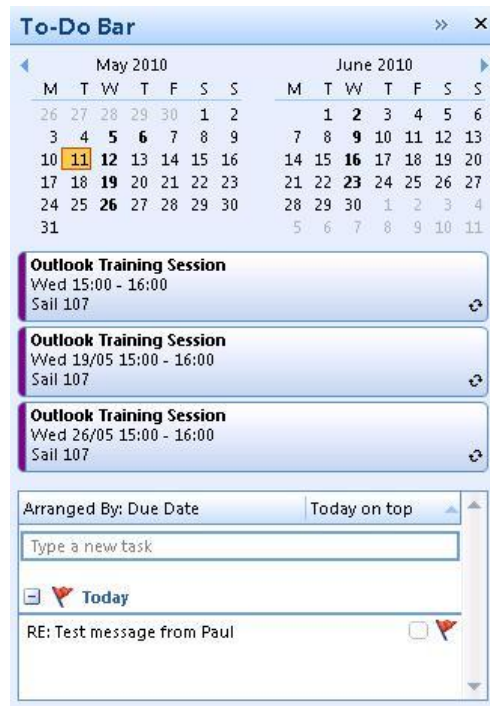 To-Do Bar » ×
May 2010 June 2010
M T W T F S S M T W T F S S
26 27 28 29 30 1 2 1 2 3 4 5 6
3 4 5 6 7 8 9 7 8 9 10 11 12 13
10 11 12 13 14 15 16 14 15 16 17 18 19 20
17 18 19 20 21 22 23 21 22 23 24 25 26 27
24 25 26 27 28 29 30 28 29 30 1 2 3 4
31 5 6 7 8 9 10 11
Outlook Training Session
Wed 15:00 - 16:00
Sail 107
Outlook Training Session
Wed 19/05 15:00 - 16:00
Sail 107
Outlook Training Session
Wed 26/05 15:00 - 16:00
Sail 107
Arranged By: Due Date Today on top
Type a new task
Today
RE: Test message from Paul